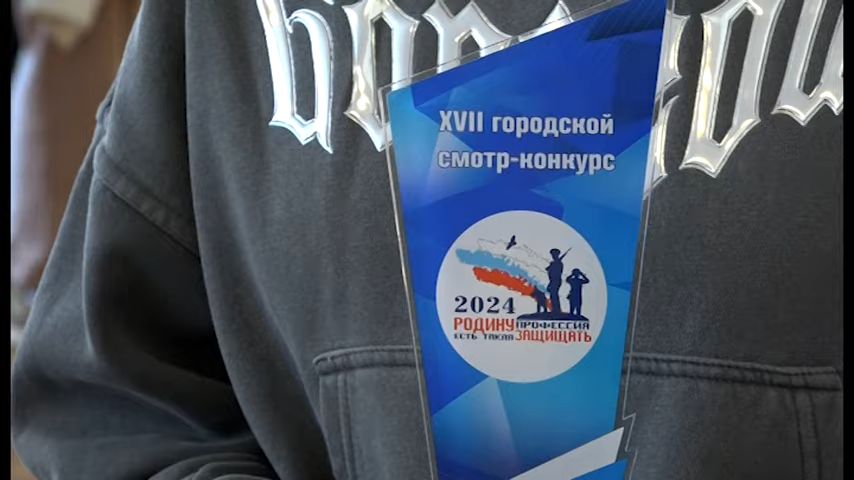 XVII городской
смотр-конкурс
2024
РОДИНУ ПРОФЕССИЯ
ЕСТЬ ТАКАЯ ЗАЩИЩАТЬ